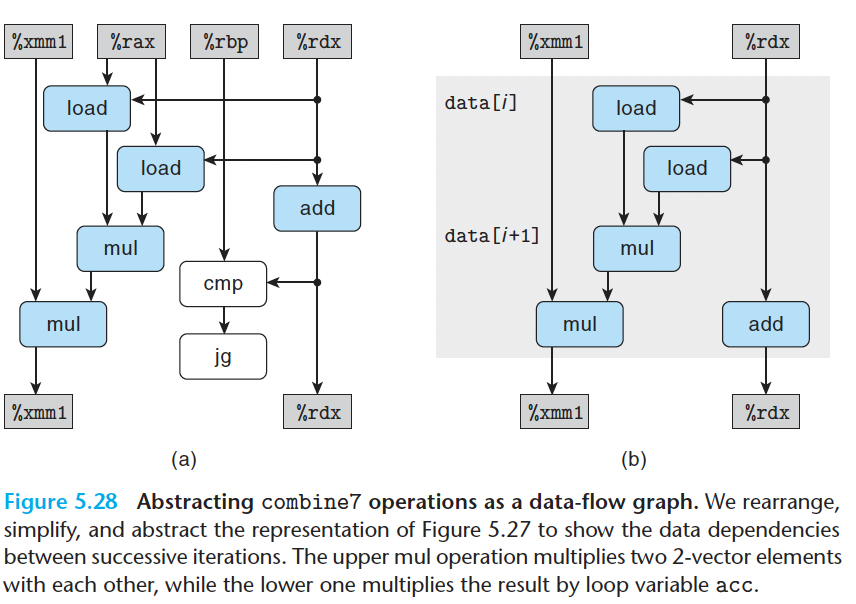 %xmm1 %rax %rbp %rdx
load
load
add
mul
cmp
mul
jg
%xmm1 %rdx
(a)
%xmm1 %rdx
data[i]
load
load
data[i+1]
mul
mul add
%xmm1 %rdx
(b)
Figure 5.28 Abstracting combine7 operations as a data-flow graph. We rearrange,
simplify, and abstract the representation of Figure 5.27 to show the data dependencies
between successive iterations. The upper mul operation multiplies two 2-vector elements
with each other, while the lower one multiplies the result by loop variable acc.